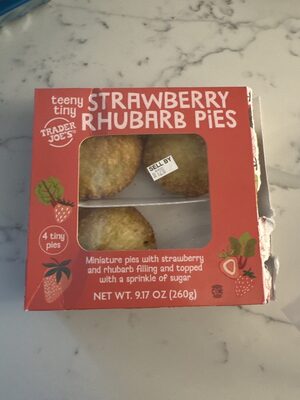 teeny
tiny
STRAWBERRY
RHUBARB PiES
TRADER
JOE'S
SELL BY
4 tiny
pies
Miniature pies with strawberry
and rhubarb filling and topped
with a sprinkle of sugar
NET WT. 9.17 OZ (260g)